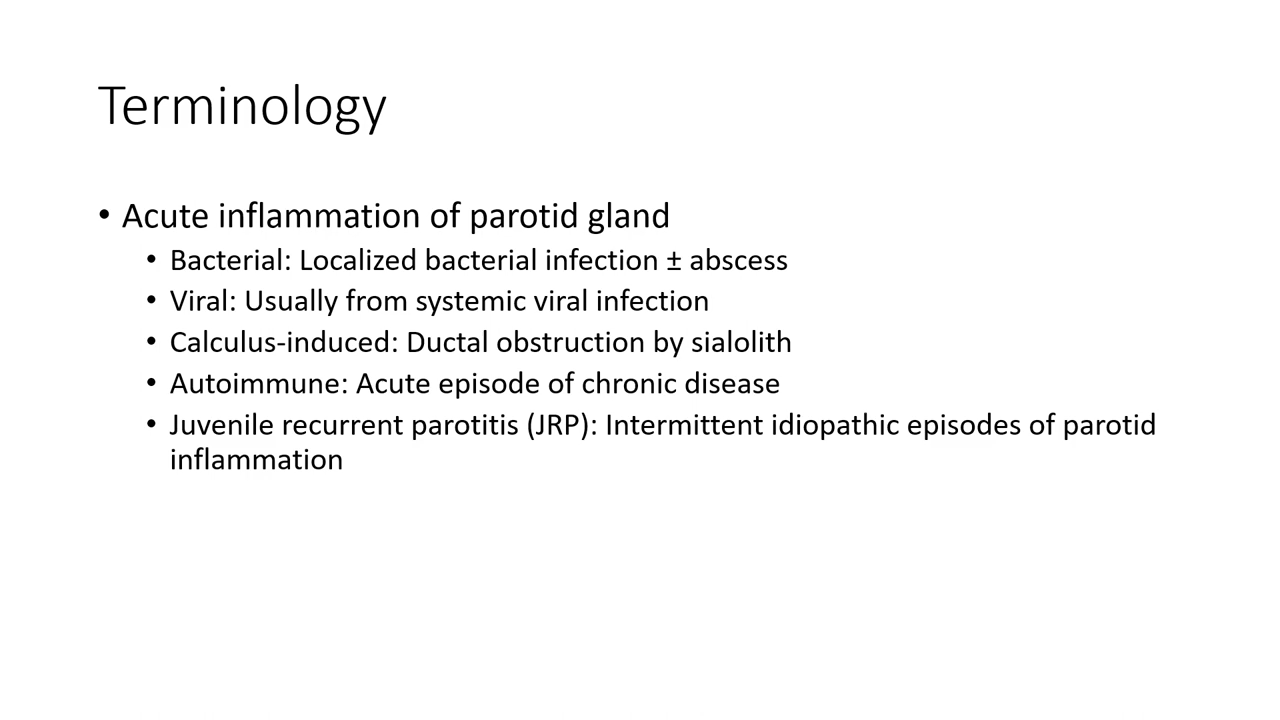 Terminology
• Acute inflammation of parotid gland
• Bacterial: Localized bacterial infection ± abscess
• Viral: Usually from systemic viral infection
• Calculus-induced: Ductal obstruction by sialolith
• Autoimmune: Acute episode of chronic disease
• Juvenile recurrent parotitis (JRP): Intermittent idiopathic episodes of parotid
inflammation